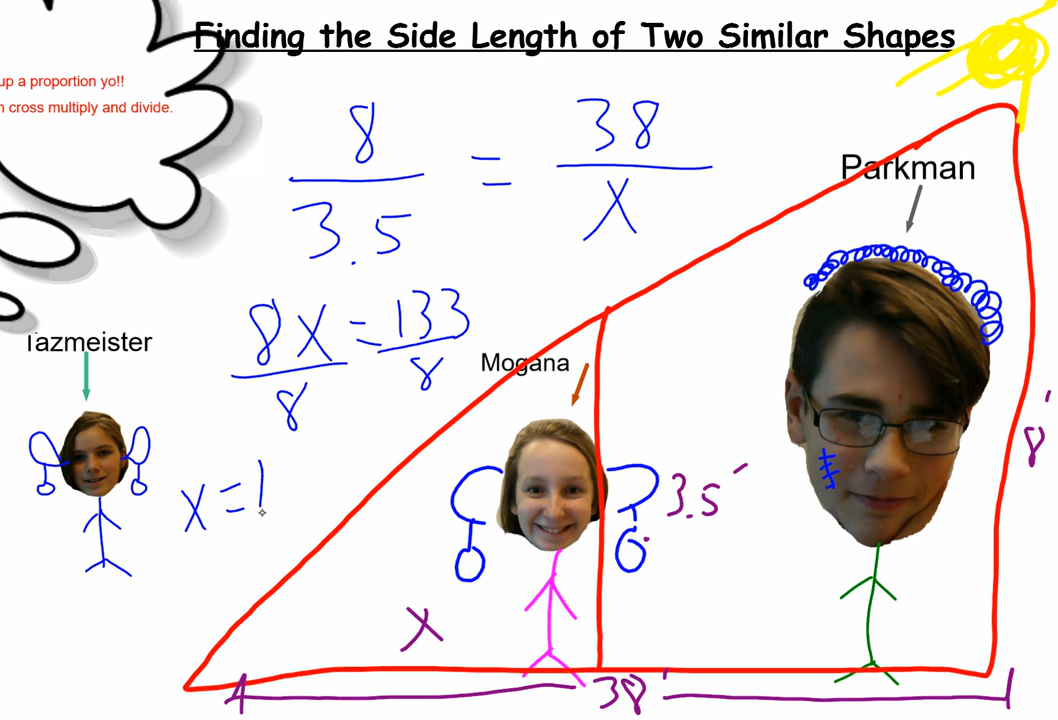 Finding the Side Length of Two Similar Shapes
up a proportion yo!!
cross multiply and divide.
8/3.5 = 38/X
Parkman
8X/8 = 133/8
Tazmeister
Mogana
X = 1
3.5'
8'
X
38'